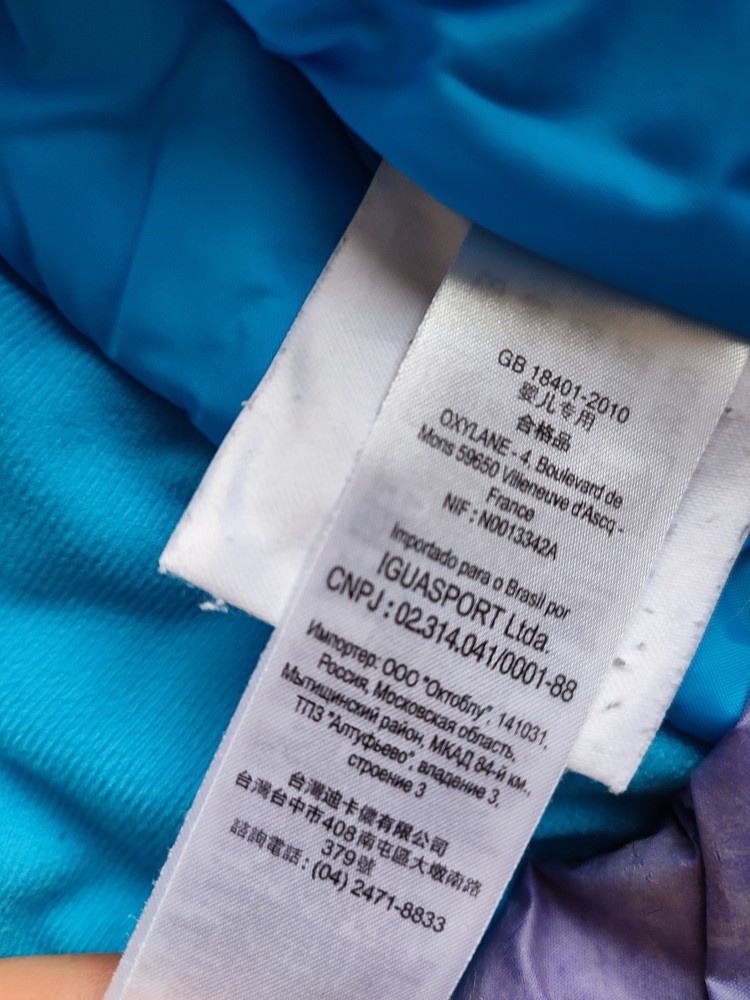 GB 18401-2010
婴儿专用
合格品
OXYLANE - 4, Boulevard de
Mons 59650 Villeneuve d'Ascq -
France
NIF : N0013342A
Importado para o Brasil por
IGUASPORT Ltda.
CNPJ : 02.314.041/0001-88
Импортер: ООО "Октоблу", 141031,
Россия, Московская область,
Мытищинский район, МКАД 84-й км.,
ТПЗ "Алтуфьево", владение 3,
строение 3
台灣迪卡儂有限公司
台灣台中市408南屯區大墩南路
379號
諮詢電話 : (04) 2471-8833